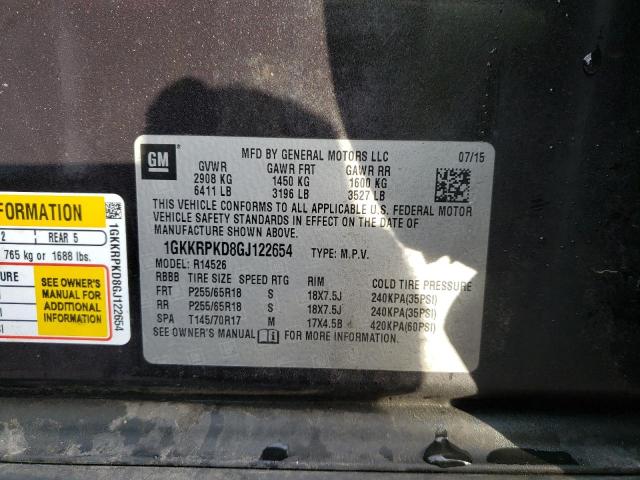 GM
MFD BY GENERAL MOTORS LLC 07/15
GVWR GAWR FRT GAWR RR
2908 KG 1450 KG 1600 KG
6411 LB 3196 LB 3527 LB
THIS VEHICLE CONFORMS TO ALL APPLICABLE U.S. FEDERAL MOTOR
VEHICLE SAFETY STANDARDS IN EFFECT ON THE DATE OF
MANUFACTURE SHOWN ABOVE.
1GKKRPKD8GJ122654 TYPE: M.P.V.
MODEL: R14526
RBBB TIRE SIZE SPEED RTG RIM COLD TIRE PRESSURE
FRT P255/65R18 S 18X7.5J 240KPA(35PSI)
RR P255/65R18 S 18X7.5J 240KPA(35PSI)
SPA T145/70R17 M 17X4.5B 420KPA(60PSI)
SEE OWNER'S MANUAL FOR MORE INFORMATION.
FORMATION
2 REAR 5
765 kg or 1688 lbs.
SEE OWNER'S
MANUAL FOR
ADDITIONAL
INFORMATION
1GKKRPKD8GJ122654